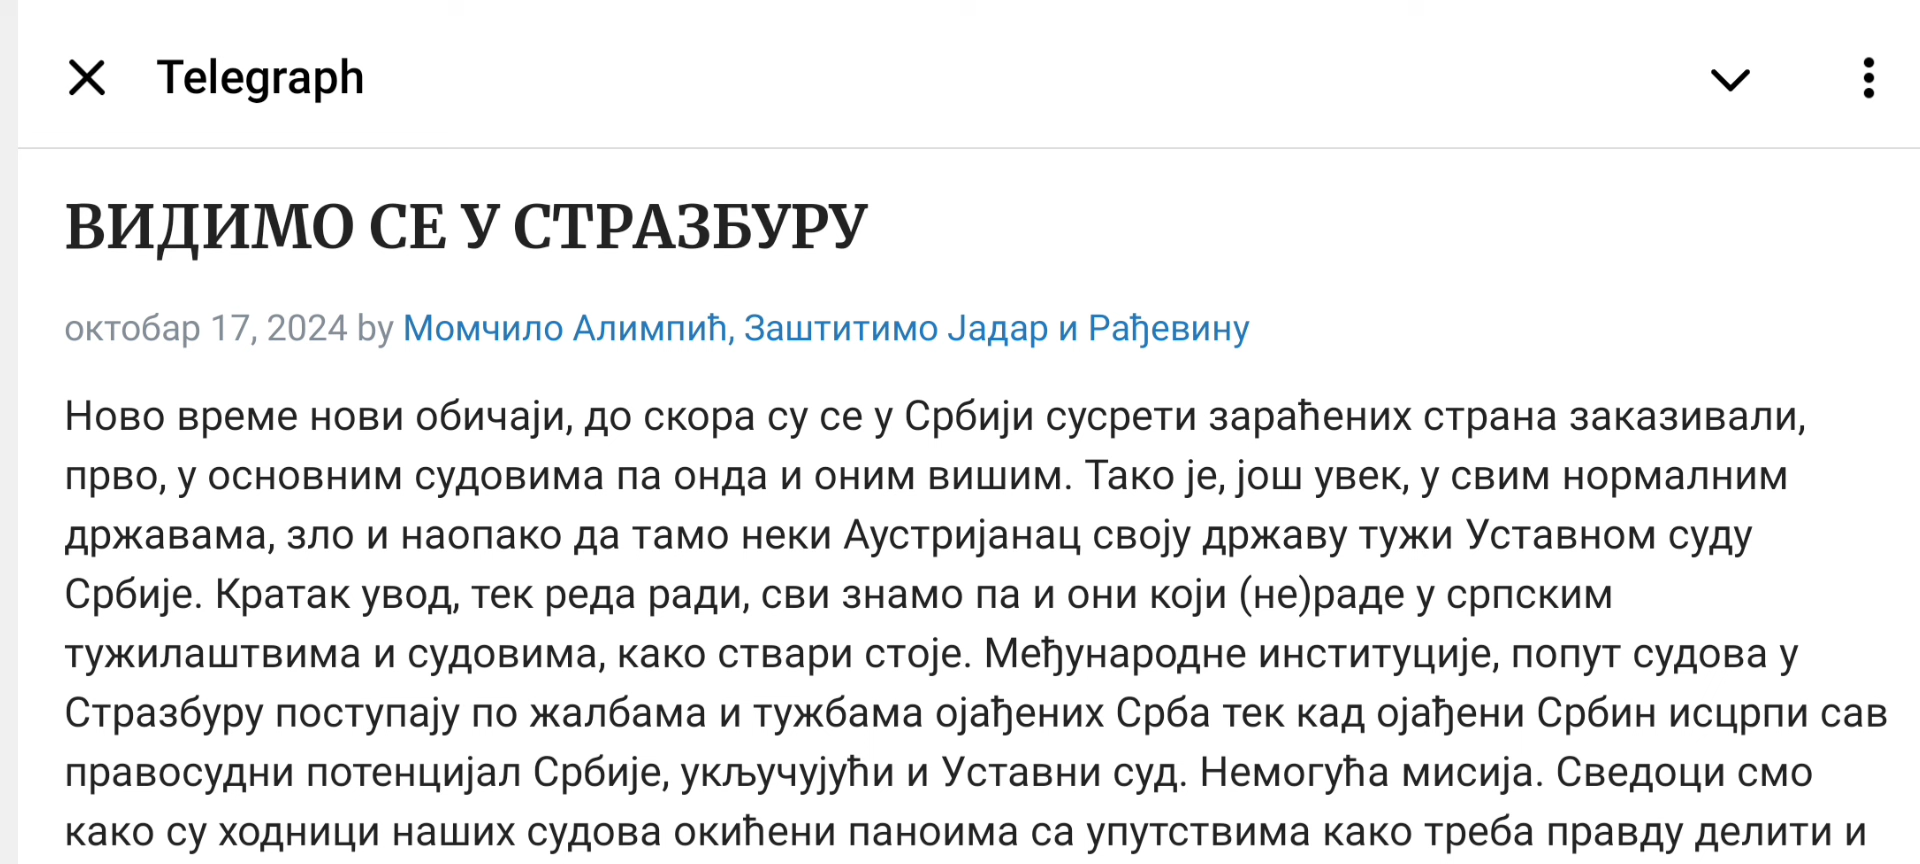 Telegraph
ВИДИМО СЕ У СТРАЗБУРУ
октобар 17, 2024 by Момчило Алимпић, Заштитимо Јадар и Рађевину
Ново време нови обичаји, до скора су се у Србији сусрети зараћених страна заказивали,
прво, у основним судовима па онда и оним вишим. Тако је, још увек, у свим нормалним
државама, зло и наопако да тамо неки Аустријанац своју државу тужи Уставном суду
Србије. Кратак увод, тек реда ради, сви знамо па и они који (не)раде у српским
тужилаштвима и судовима, како ствари стоје. Међународне институције, попут судова у
Стразбуру поступају по жалбама и тужбама ојађених Срба тек кад ојађени Србин исцрпи сав
правосудни потенцијал Србије, укључујући и Уставни суд. Немогућа мисија. Сведоци смо
како су ходници наших судова окићени паноима са упутствима како треба правду делити и